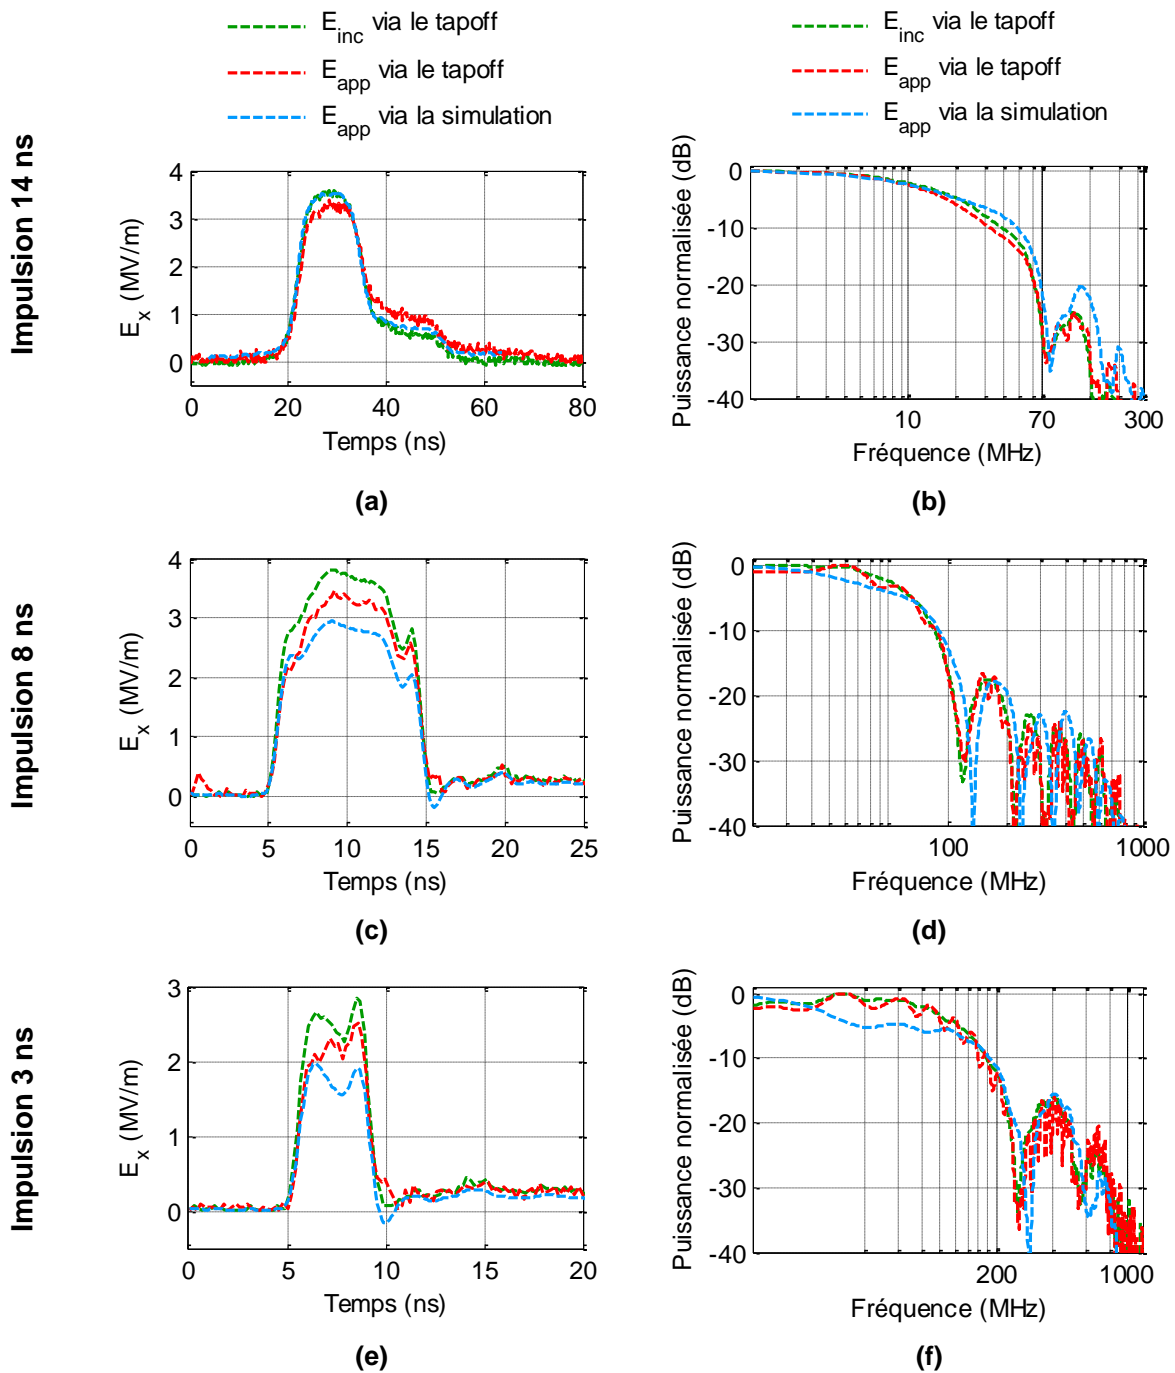 E_inc via le tapoff
E_app via le tapoff
E_app via la simulation
E_inc via le tapoff
E_app via le tapoff
E_app via la simulation
Impulsion 14 ns
E_x (MV/m)
4
3
2
1
0
0 20 40 60 80
Temps (ns)
(a)
Puissance normalisée (dB)
0
-10
-20
-30
-40
10 70 300
Fréquence (MHz)
(b)
Impulsion 8 ns
E_x (MV/m)
4
3
2
1
0
0 5 10 15 20 25
Temps (ns)
(c)
Puissance normalisée (dB)
0
-10
-20
-30
-40
100 1000
Fréquence (MHz)
(d)
Impulsion 3 ns
E_x (MV/m)
3
2
1
0
0 5 10 15 20
Temps (ns)
(e)
Puissance normalisée (dB)
0
-10
-20
-30
-40
200 1000
Fréquence (MHz)
(f)